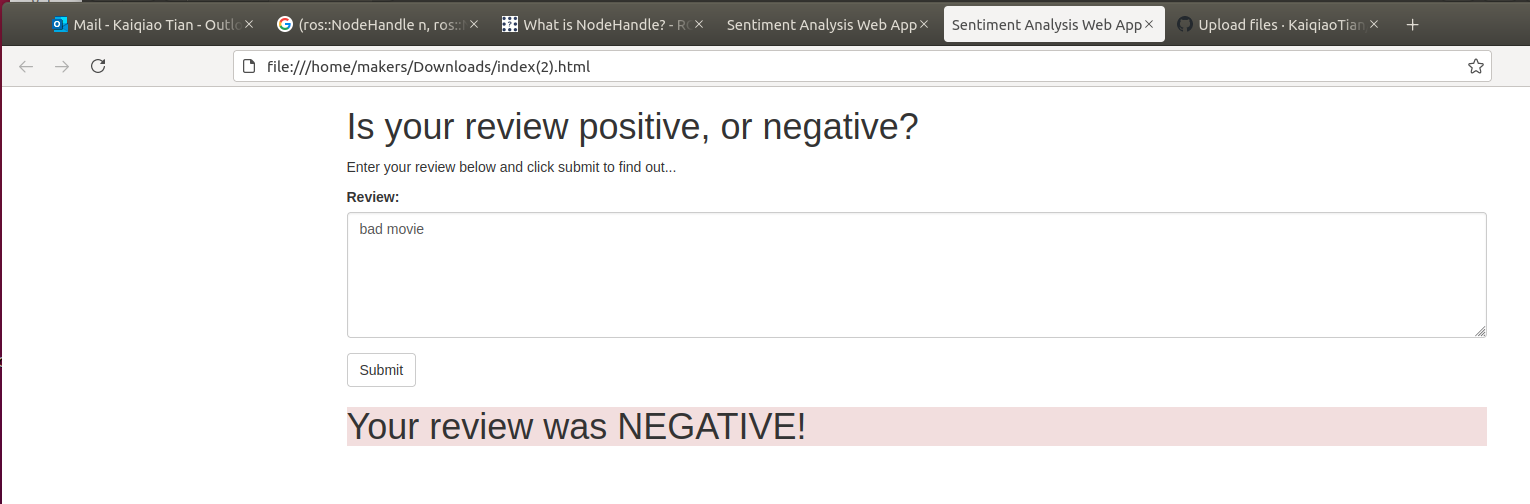 Mail - Kaiqiao Tian - Outl
(ros::NodeHandle n, ros::
What is NodeHandle? - R
Sentiment Analysis Web App
Sentiment Analysis Web App
Upload files · KaiqiaoTian
file:///home/makers/Downloads/index(2).html
Is your review positive, or negative?
Enter your review below and click submit to find out...
Review:
bad movie
Submit
Your review was NEGATIVE!